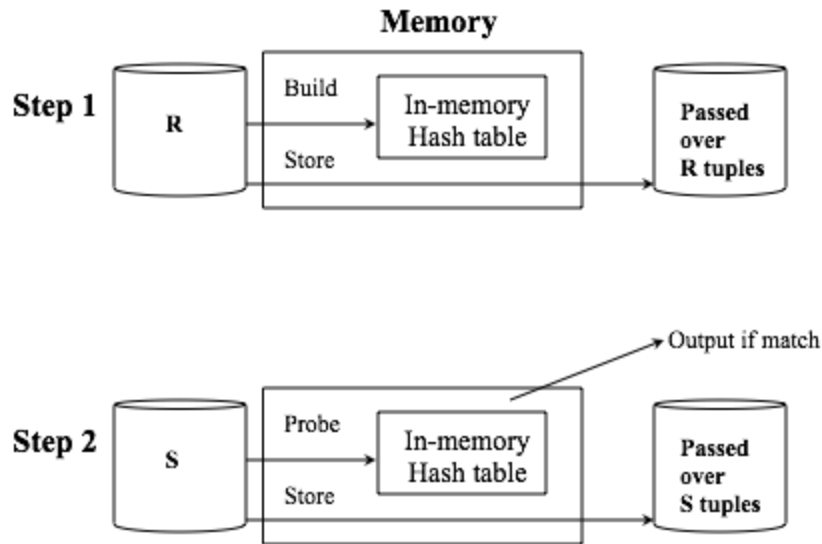 Memory
Step 1
R
Build
In-memory
Hash table
Store
Passed
over
R tuples
Output if match
Step 2
S
Probe
In-memory
Hash table
Store
Passed
over
S tuples